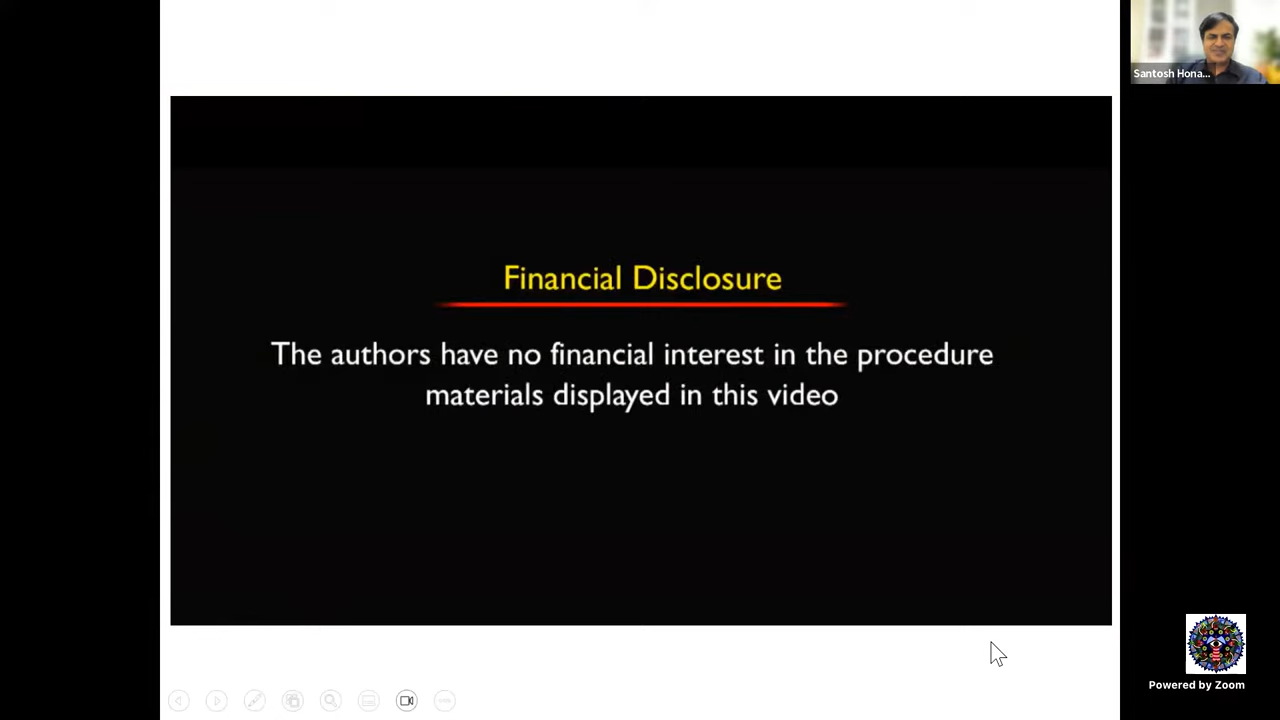 Santosh Hona...
Financial Disclosure
The authors have no financial interest in the procedure
materials displayed in this video
Powered by Zoom